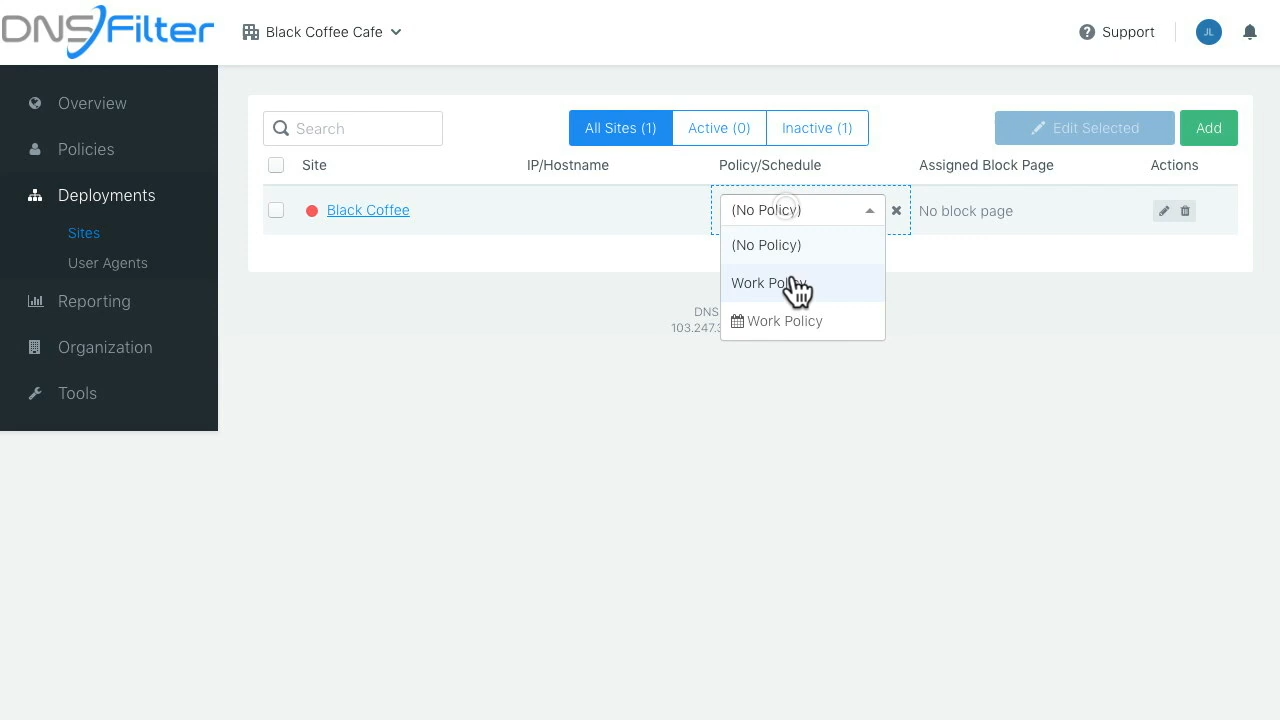 DNSFilter
Black Coffee Cafe
Support
JL
Overview
Policies
Deployments
Sites
User Agents
Reporting
Organization
Tools
Search
All Sites (1)
Active (0)
Inactive (1)
Edit Selected
Add
Site
IP/Hostname
Policy/Schedule
Assigned Block Page
Actions
Black Coffee
(No Policy)
No block page
(No Policy)
Work Policy
Work Policy
DNS
103.247.3